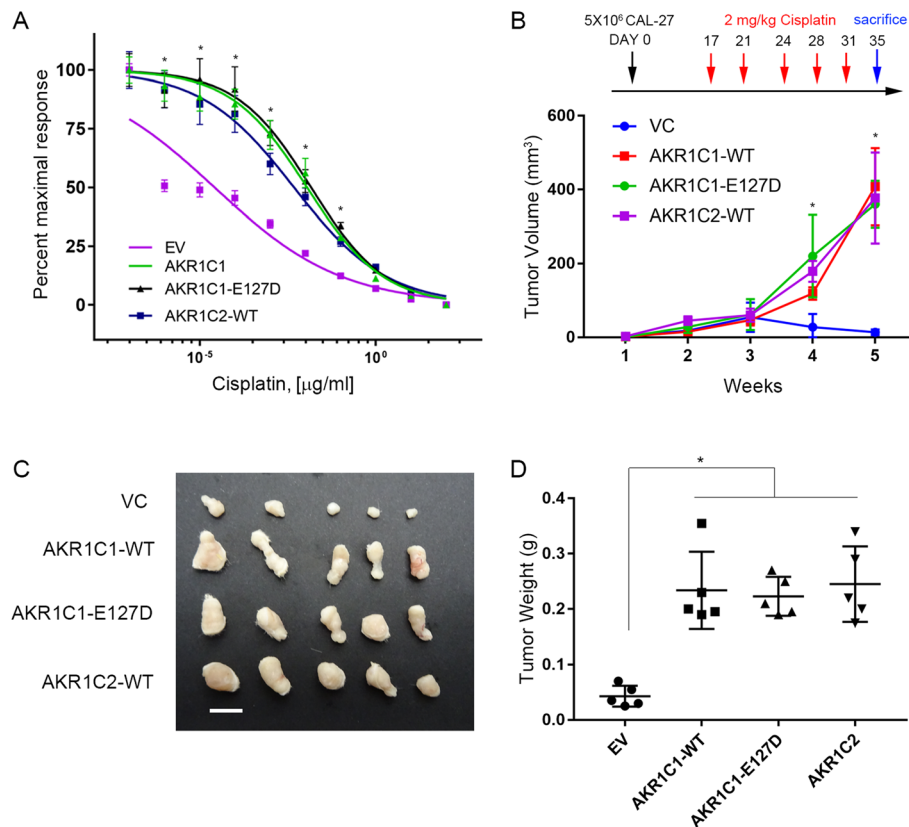 A
Percent maximal response
100
75
50
25
0
EV
AKR1C1
AKR1C1-E127D
AKR1C2-WT
10⁻⁵
10⁰
Cisplatin, [µg/ml]
* * * * * * *
B
5X10⁶ CAL-27
DAY 0
2 mg/kg Cisplatin
sacrifice
17 21 24 28 31 35
Tumor Volume (mm³)
600
400
200
0
VC
AKR1C1-WT
AKR1C1-E127D
AKR1C2-WT
* *
1 2 3 4 5
Weeks
C
VC
AKR1C1-WT
AKR1C1-E127D
AKR1C2-WT
D
*
Tumor Weight (g)
0.4
0.3
0.2
0.1
0.0
EV
AKR1C1-WT
AKR1C1-E127D
AKR1C2